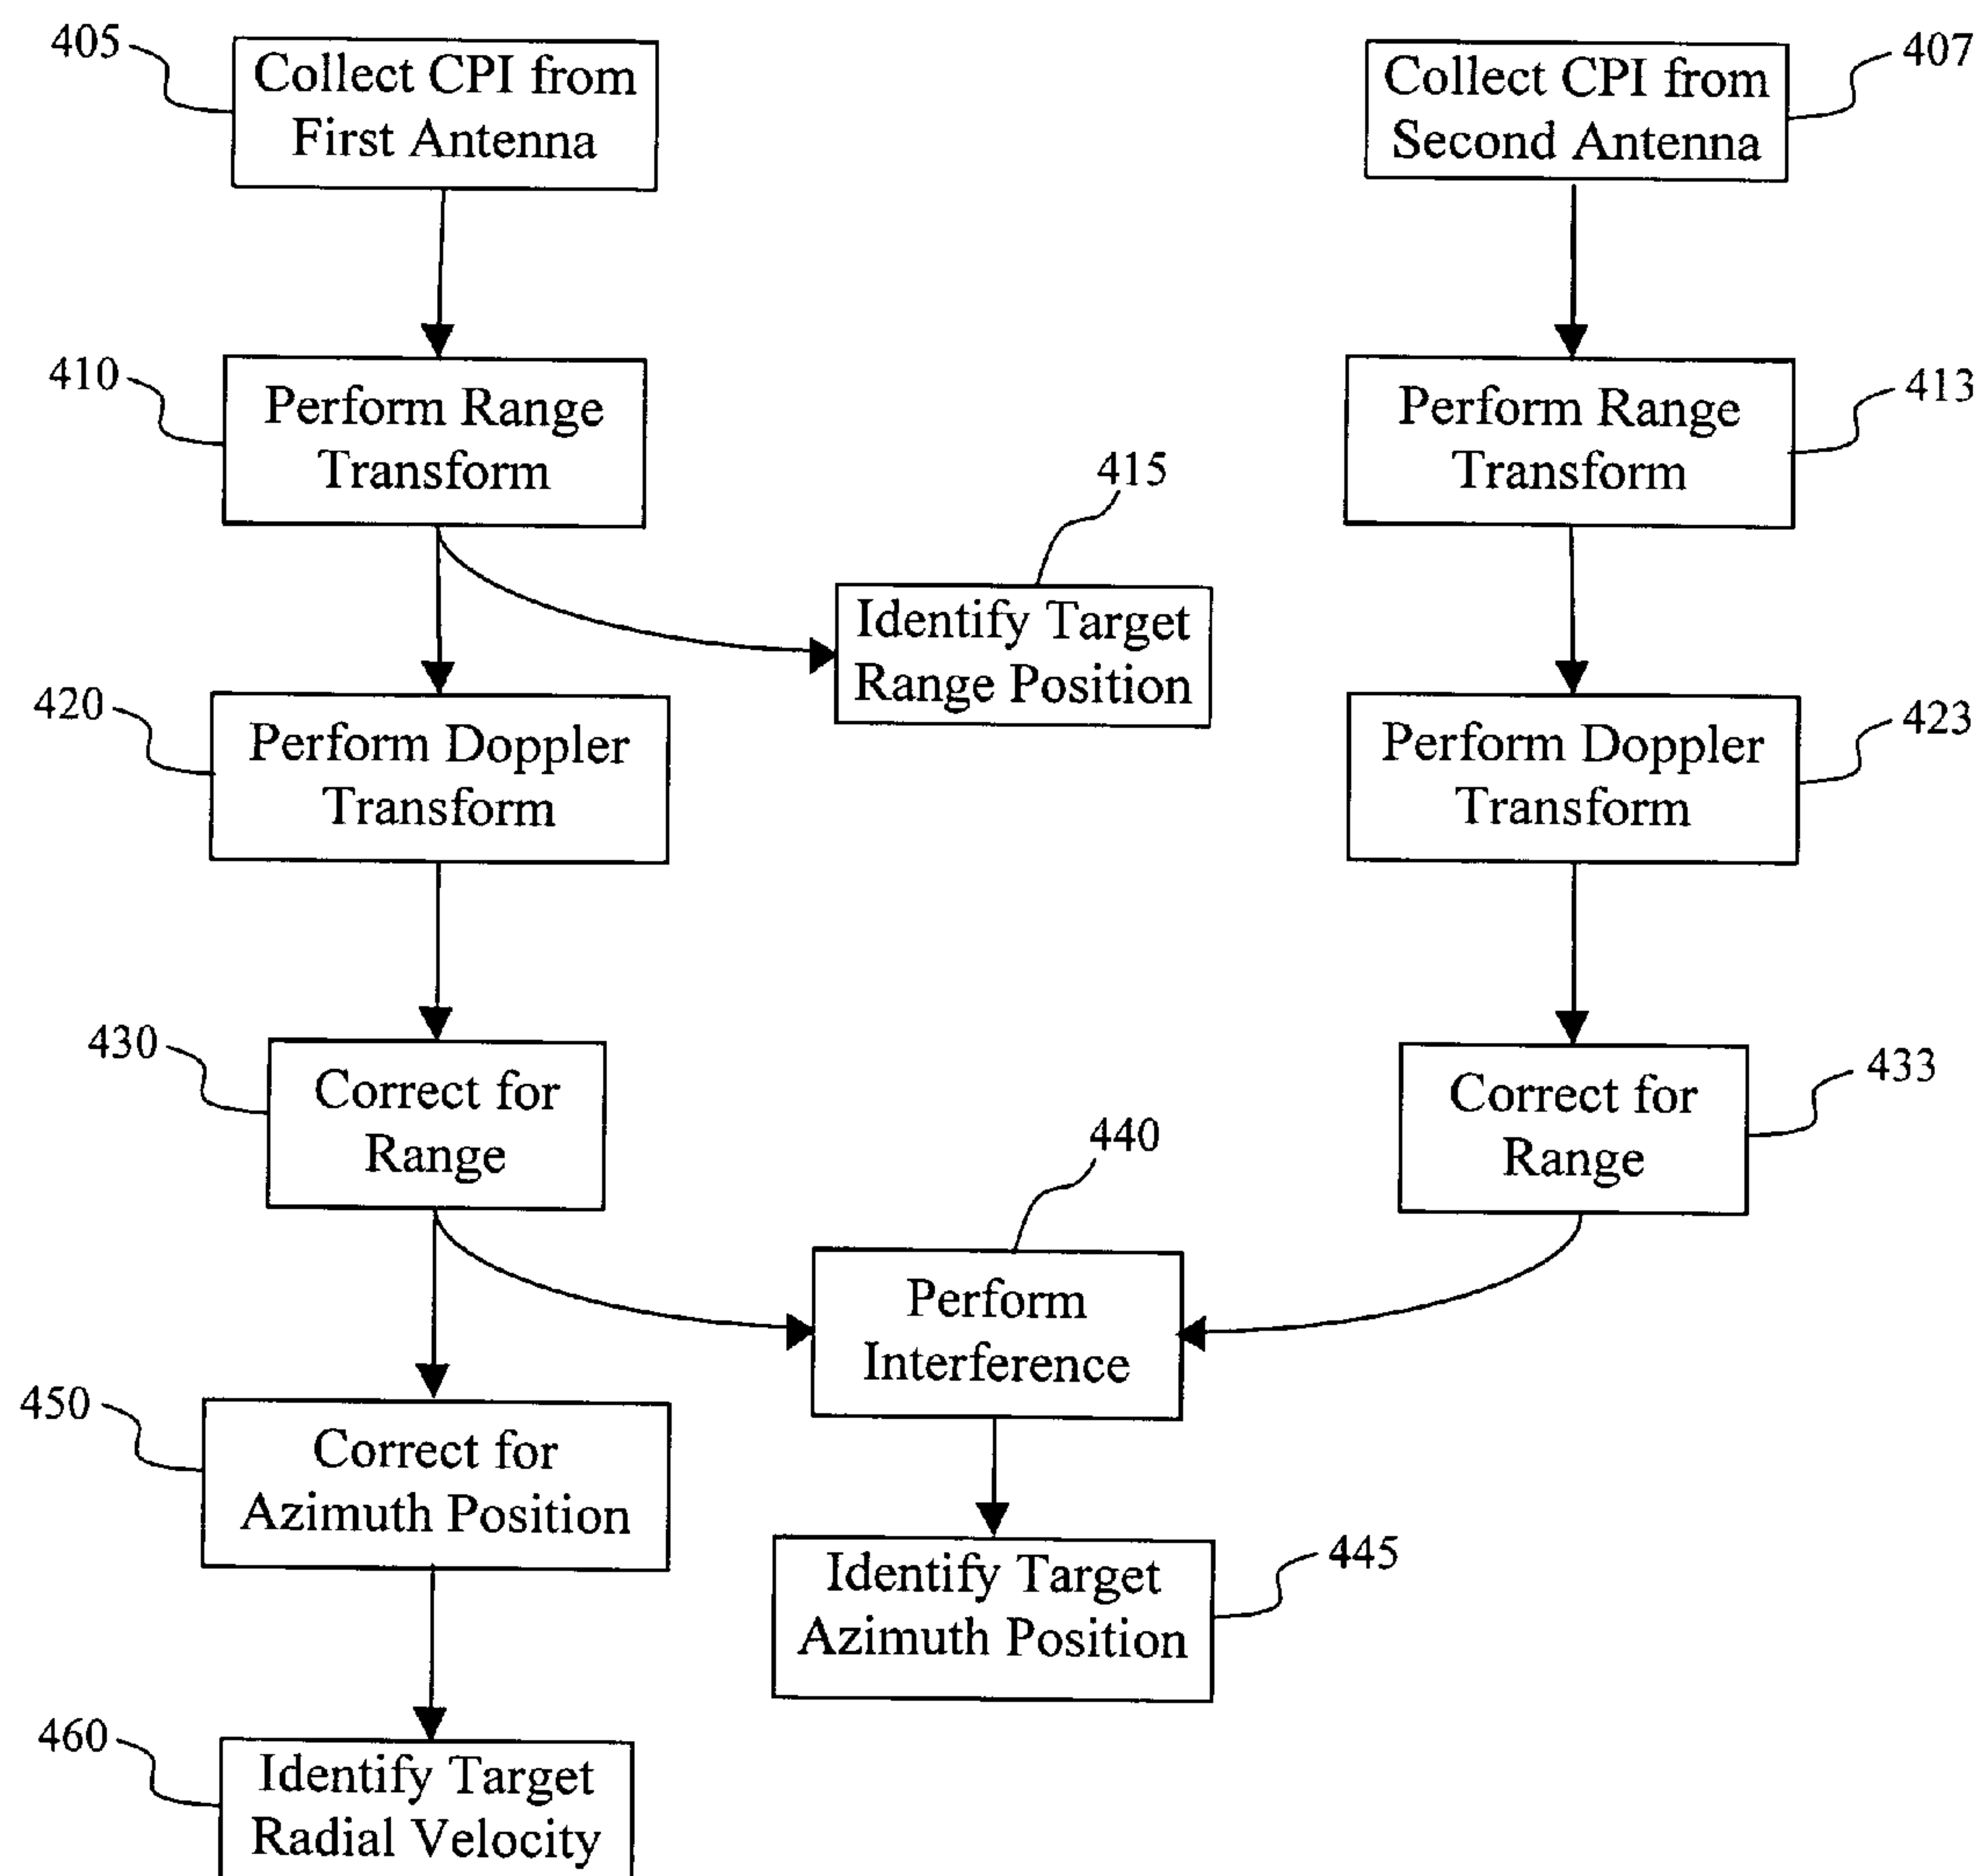 405
Collect CPI from
First Antenna
Collect CPI from
Second Antenna
407
410
Perform Range
Transform
Perform Range
Transform
413
415
Identify Target
Range Position
420
Perform Doppler
Transform
Perform Doppler
Transform
423
430
Correct for
Range
Correct for
Range
433
440
Perform
Interference
450
Correct for
Azimuth Position
Identify Target
Azimuth Position
445
460
Identify Target
Radial Velocity